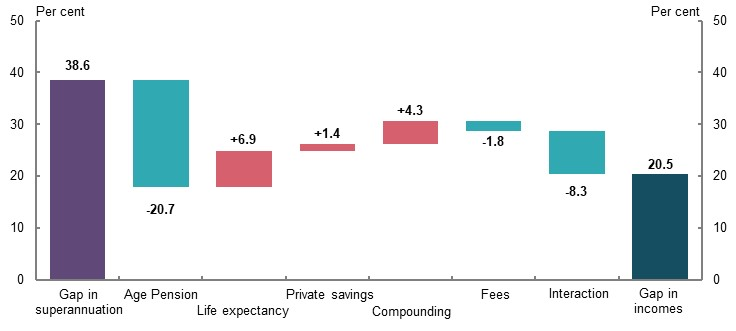 Per cent
Per cent
50
50
40
40
30
30
20
20
10
10
0
0
38.6
-20.7
+6.9
+1.4
+4.3
-1.8
-8.3
20.5
Gap in
superannuation
Age Pension
Life expectancy
Private savings
Compounding
Fees
Interaction
Gap in
incomes